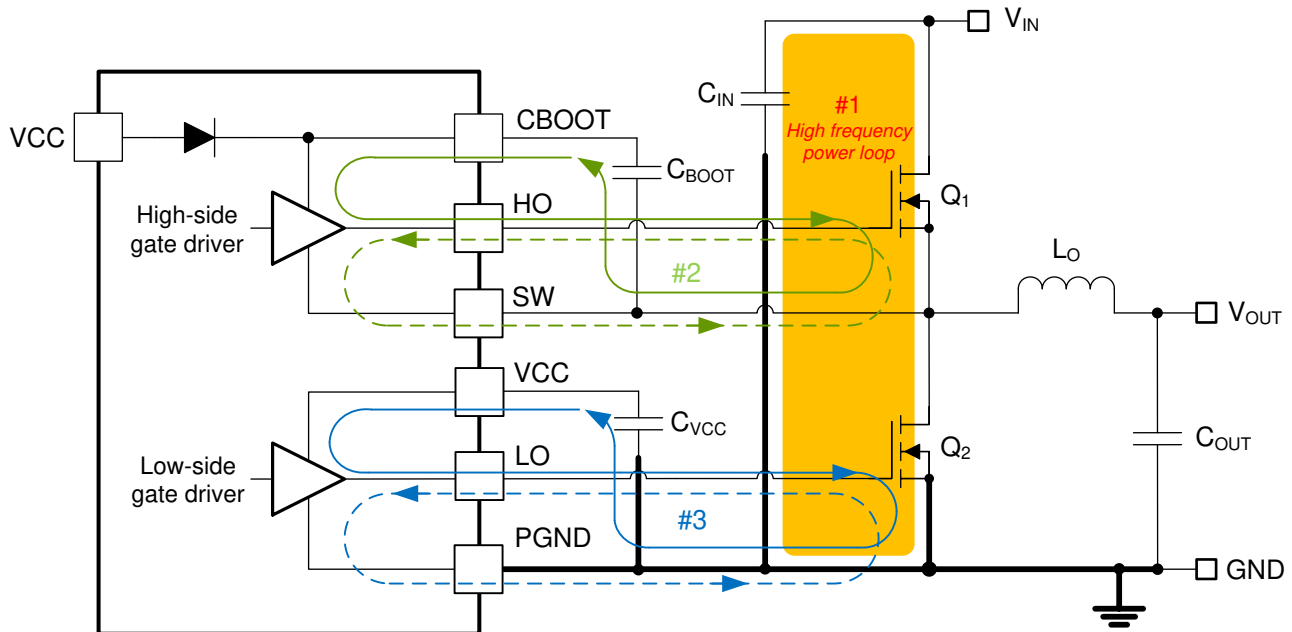 VIN
CIN
#1
High frequency
power loop
VCC
CBOOT
CBOOT
High-side
gate driver
HO
Q1
#2
LO
SW
VOUT
VCC
CVCC
COUT
Low-side
gate driver
LO
Q2
#3
PGND
GND